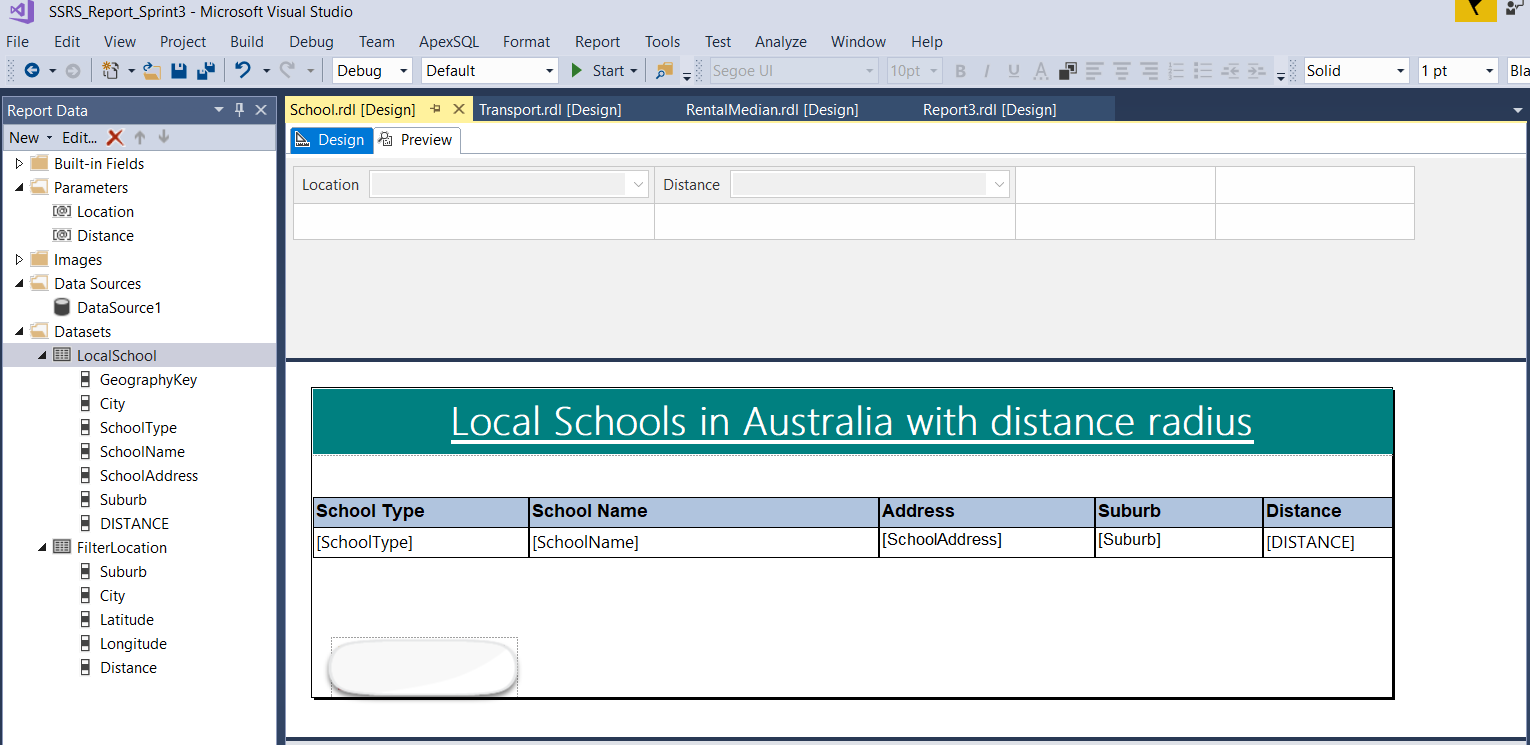 SSRS_Report_Sprint3 - Microsoft Visual Studio
File Edit View Project Build Debug Team ApexSQL Format Report Tools Test Analyze Window Help
Debug Default Start Segoe UI 10pt B I U A Solid 1 pt Bla
Report Data
School.rdl [Design] Transport.rdl [Design] RentalMedian.rdl [Design] Report3.rdl [Design]
New Edit...
Design Preview
Built-in Fields
Parameters
Location
Distance
Images
Data Sources
DataSource1
Datasets
LocalSchool
GeographyKey
City
SchoolType
SchoolName
SchoolAddress
Suburb
DISTANCE
FilterLocation
Suburb
City
Latitude
Longitude
Distance
Location Distance
Local Schools in Australia with distance radius
School Type School Name Address Suburb Distance
[SchoolType] [SchoolName] [SchoolAddress] [Suburb] [DISTANCE]